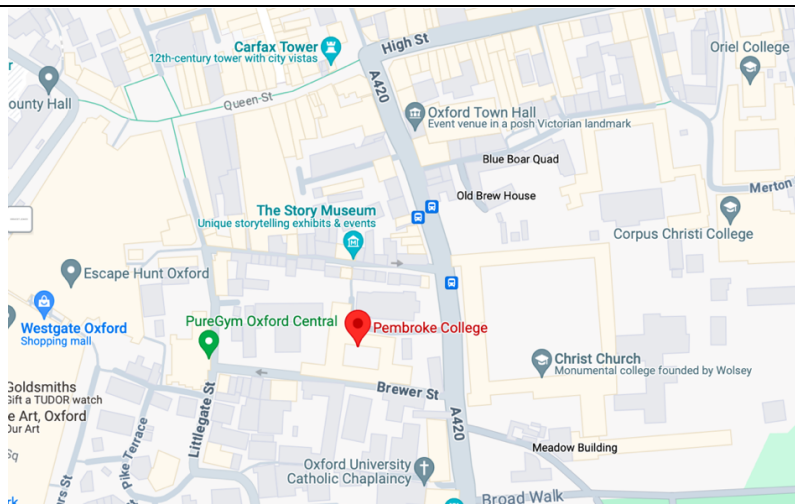 Carfax Tower
12th-century tower with city vistas
High St
Oriel College
ounty Hall
Queen St
A420
Oxford Town Hall
Event venue in a posh Victorian landmark
Blue Boar Quad
Old Brew House
Merton
The Story Museum
Unique storytelling exhibits & events
Corpus Christi College
Escape Hunt Oxford
Westgate Oxford
Shopping mall
PureGym Oxford Central
Pembroke College
Christ Church
Monumental college founded by Wolsey
Goldsmiths
Gift a TUDOR watch
e Art, Oxford
Our Art
Littlegate St
Brewer St
A420
Pike Terrace
Meadow Building
Sq
Oxford University
Catholic Chaplaincy
ers St
Broad Walk
rk